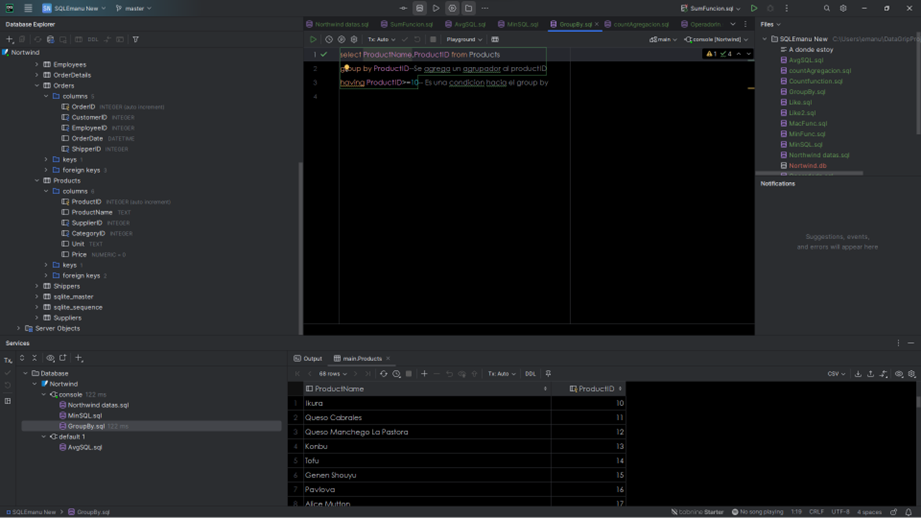 SQLEmanu New
master
SumFuncion.sql
Database Explorer
Northwind datas.sql
SumFuncion.sql
AvgSQL.sql
MinSQL.sql
GroupBy.sql
countAgregacion.sql
Files
DDL
Tx: Auto
Playground
main
console [Nortwind]
Nortwind
Employees
OrderDetails
Orders
columns 5
OrderID INTEGER (auto increment)
CustomerID INTEGER
EmployeeID INTEGER
OrderDate DATETIME
ShipperID INTEGER
keys 1
foreign keys 3
Products
columns 6
ProductID INTEGER (auto increment)
ProductName TEXT
SupplierID INTEGER
CategoryID INTEGER
Unit TEXT
Price NUMERIC = 0
keys 1
foreign keys 2
Shippers
sqlite_master
sqlite_sequence
Suppliers
Server Objects
1 select ProductName,ProductID from Products
2 group by ProductID--Se agrega un agrupador al productID
3 having ProductID>=10-- Es una condicion hacia el group by
4
1 4
SQLEmanu New C:\Users\emanu\DataGripP
A donde estoy
AvgSQL.sql
countAgregacion.sql
Countfunction.sql
GroupBy.sql
Like.sql
Like2.sql
MaxFunc.sql
MinFunc.sql
MinSQL.sql
Northwind datas.sql
Nortwind.db
Notifications
Suggestions, events,
and errors will appear here
Services
Tx
Database
Nortwind
console 122 ms
Northwind datas.sql
MinSQL.sql
GroupBy.sql 122 ms
default 1
AvgSQL.sql
Output
main.Products
68 rows
Tx: Auto
DDL
CSV
ProductName ProductID
1 Ikura 10
2 Queso Cabrales 11
3 Queso Manchego La Pastora 12
4 Konbu 13
5 Tofu 14
6 Genen Shouyu 15
7 Pavlova 16
8 Alice Mutton 17
SQLEmanu New
GroupBy.sql
tabnine Starter
No song playing
1:19
CRLF
UTF-8
4 spaces